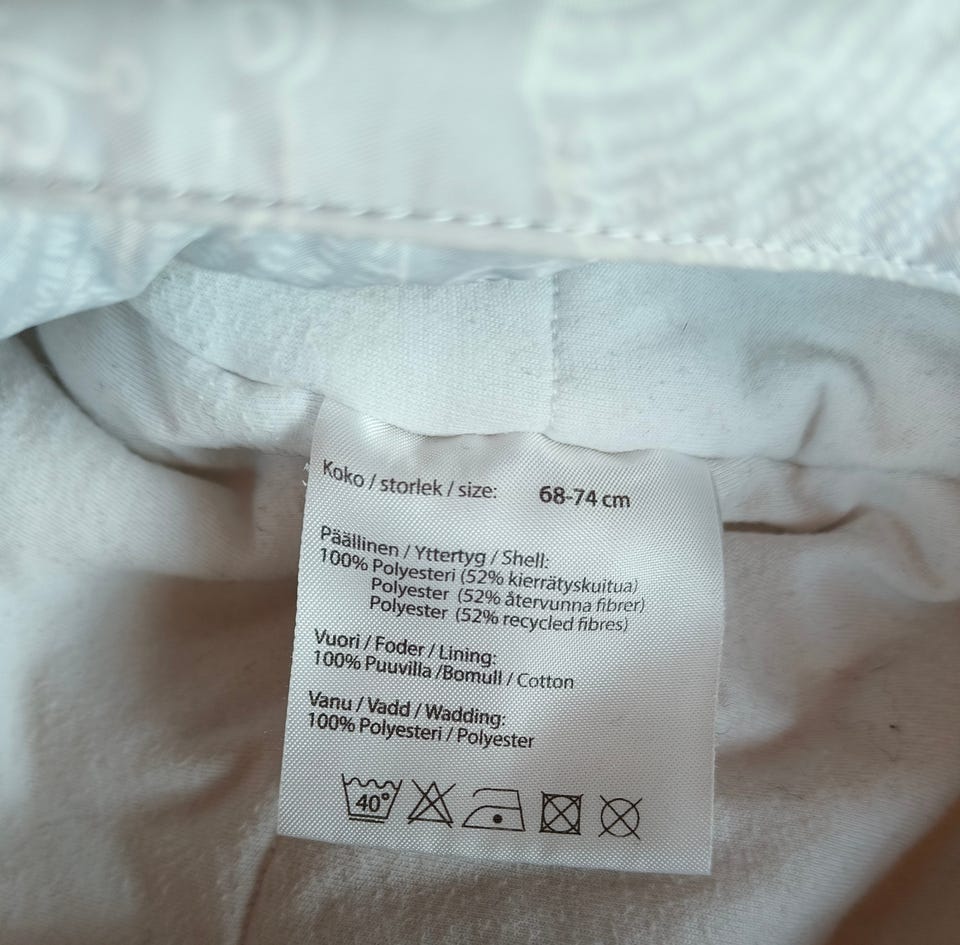 Koko / storlek / size: 68-74 cm
Päällinen / Yttertyg / Shell:
100% Polyesteri (52% kierrätyskuitua)
Polyester (52% återvunna fibrer)
Polyester (52% recycled fibres)
Vuori / Foder / Lining:
100% Puuvilla /Bomull / Cotton
Vanu / Vadd / Wadding:
100% Polyesteri / Polyester
40°